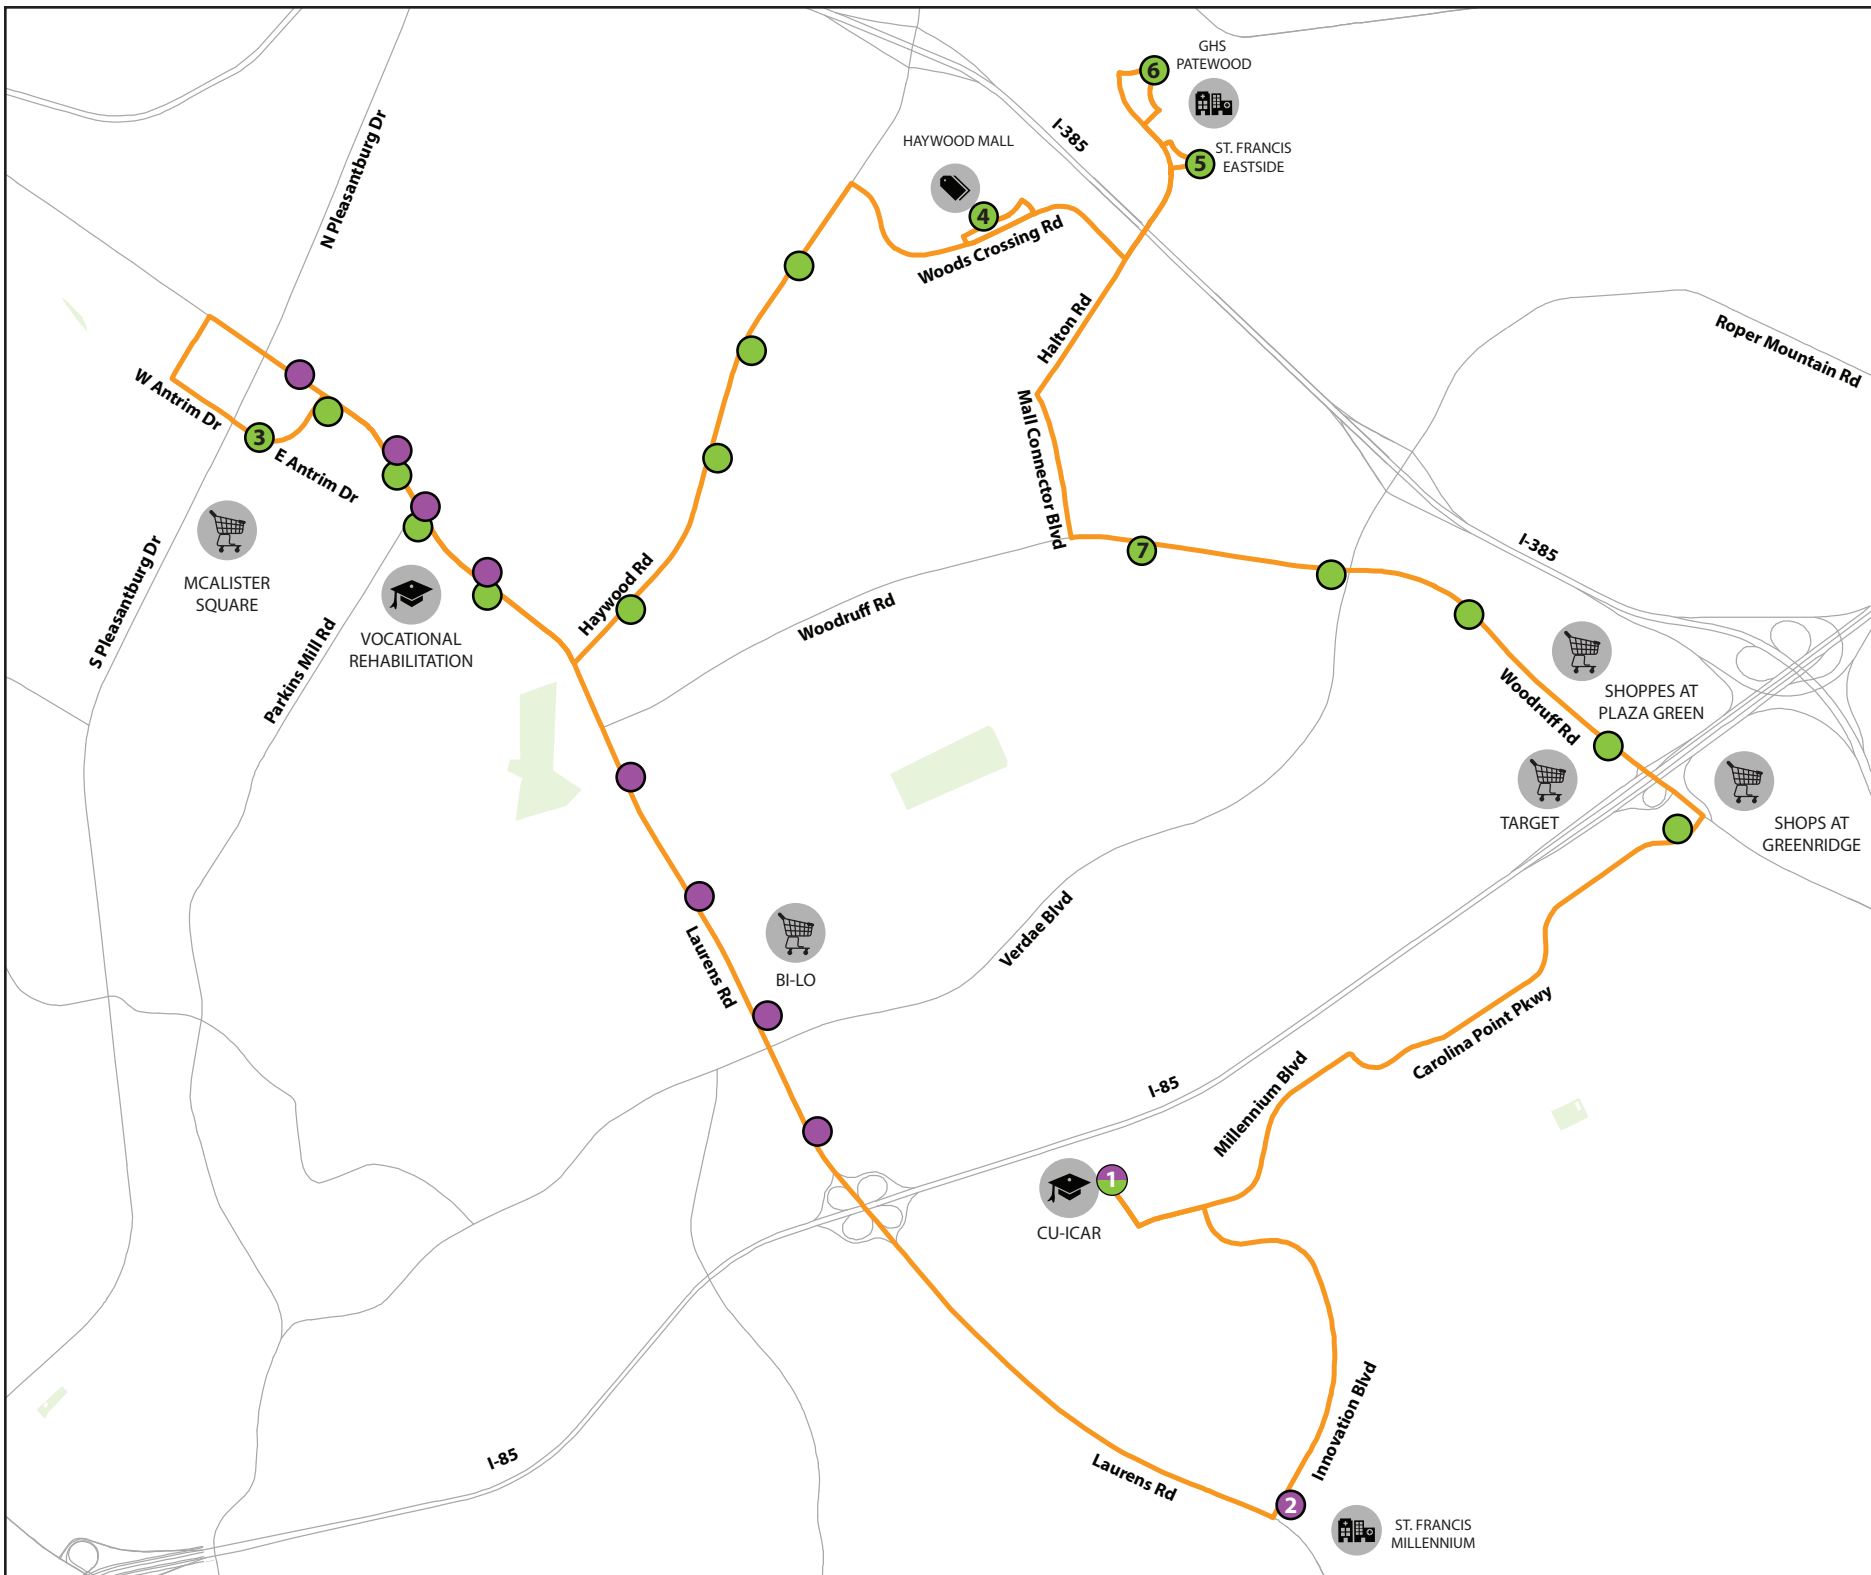 GHS
PATEWOOD
6
I-385
N Pleasantburg Dr
HAYWOOD MALL
ST. FRANCIS
EASTSIDE
5
4
Woods Crossing Rd
Halton Rd
Roper Mountain Rd
W Antrim Dr
3
E Antrim Dr
Mall Connector Blvd
MCALISTER
SQUARE
S Pleasantburg Dr
Parkins Mill Rd
VOCATIONAL
REHABILITATION
Haywood Rd
Woodruff Rd
7
I-385
SHOPPES AT
PLAZA GREEN
Woodruff Rd
TARGET
SHOPS AT
GREENRIDGE
Laurens Rd
BI-LO
Verdae Blvd
Carolina Point Pkwy
Millennium Blvd
I-85
1
CU-ICAR
Innovation Blvd
I-85
Laurens Rd
2
ST. FRANCIS
MILLENNIUM